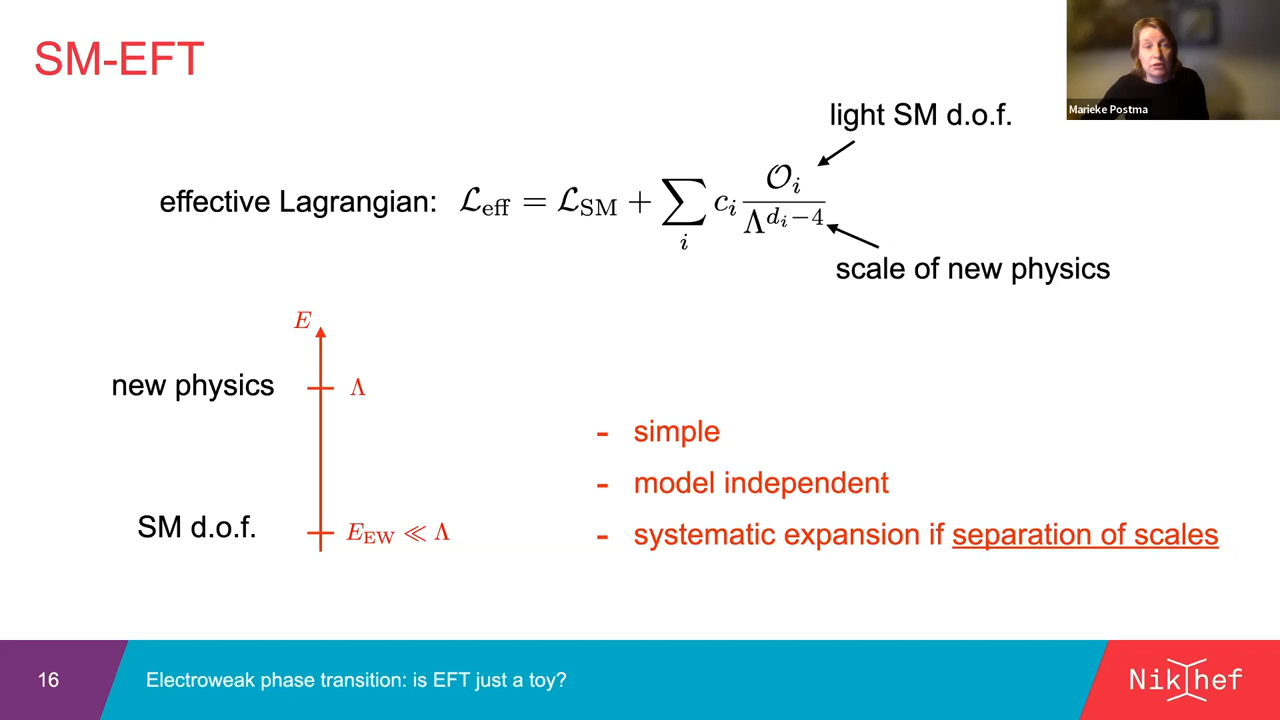 SM-EFT
Marieke Postma
light SM d.o.f.
effective Lagrangian: ℒ_eff = ℒ_SM + ∑_i c_i 𝒪_i / Λ^{d_i−4}
scale of new physics
E
new physics Λ
- simple
- model independent
SM d.o.f. E_EW ≪ Λ
- systematic expansion if separation of scales
16
Electroweak phase transition: is EFT just a toy?
Nikhef